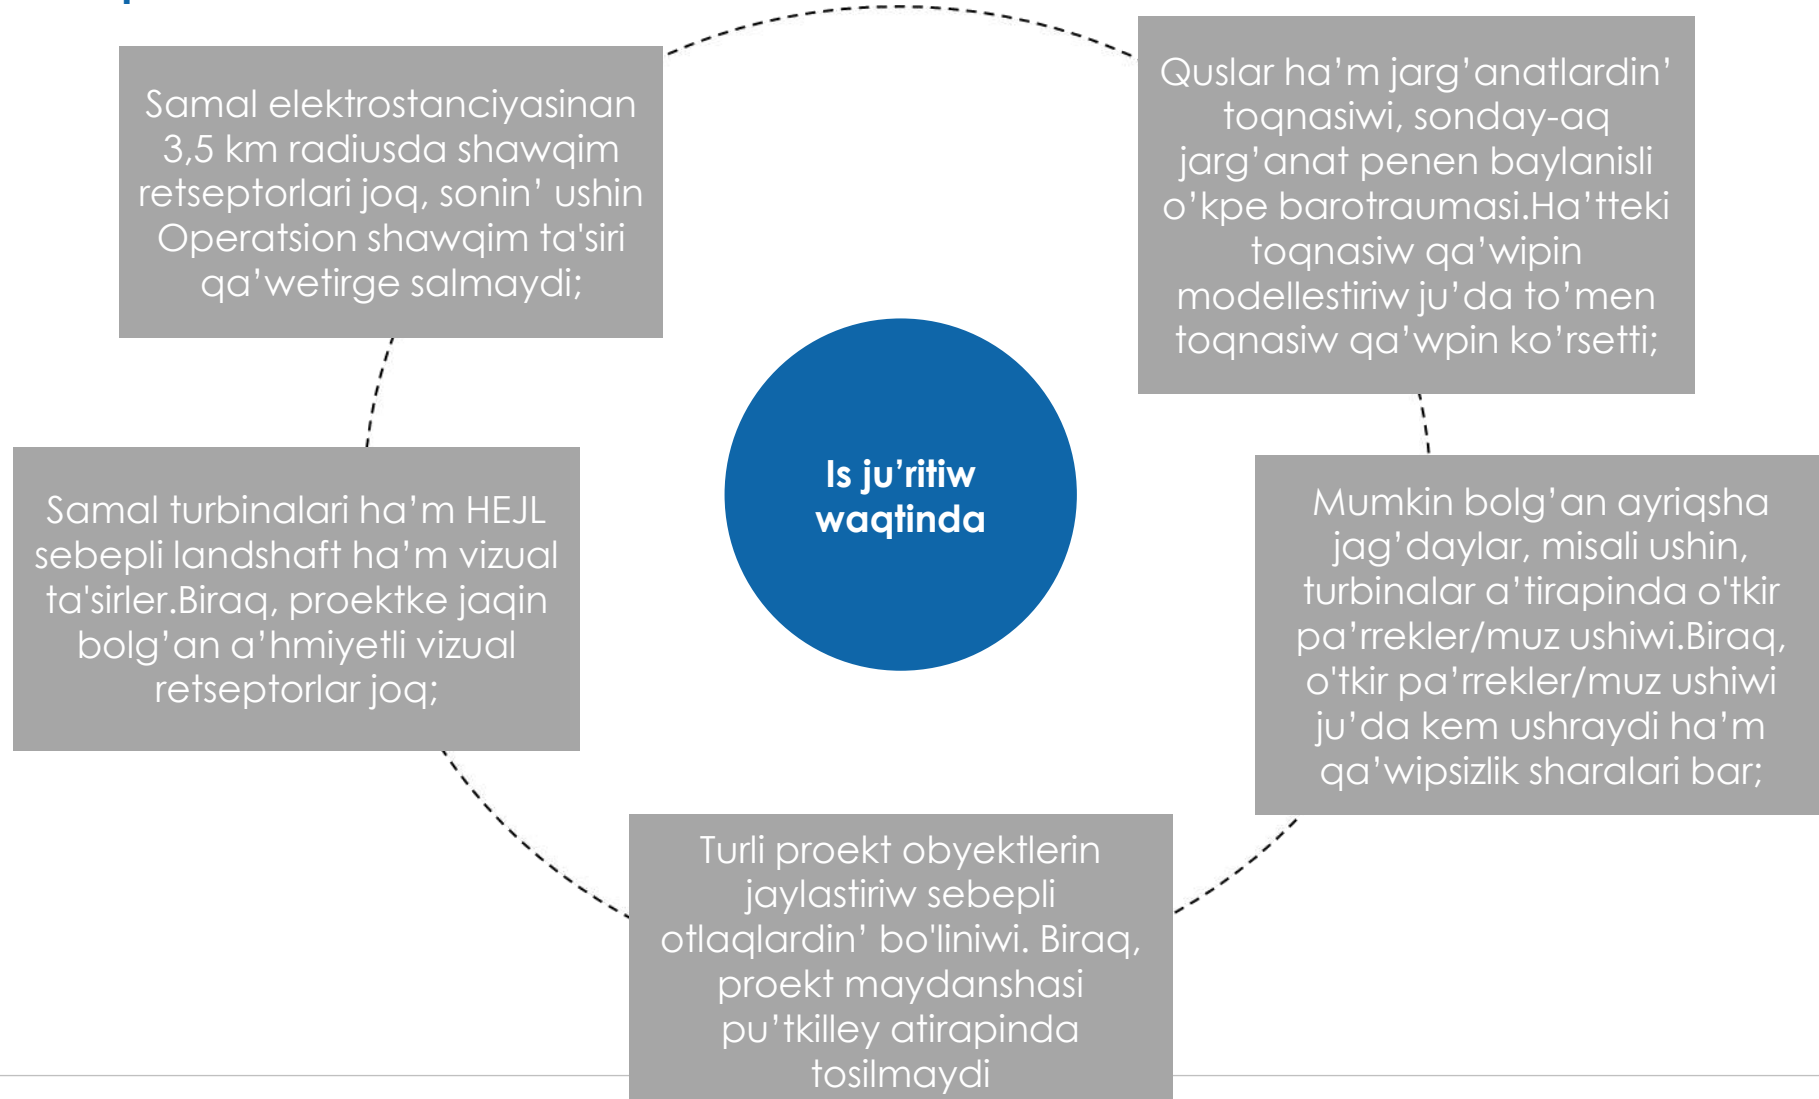 Samal elektrostanciyasinan
3,5 km radiusda shawqim
retseptorlari joq, sonin’ ushin
Operatsion shawqim ta'siri
qa’wetirge salmaydi;
Quslar ha’m jarg’anatlardin’
toqnasiwi, sonday-aq
jarg’anat penen baylanisli
o’kpe barotraumasi.Ha’tteki
toqnasiw qa’wipin
modellestiriw ju’da to’men
toqnasiw qa’wpin ko’rsetti;
Is ju’ritiw
waqtinda
Samal turbinalari ha’m HEJL
sebepli landshaft ha’m vizual
ta'sirler.Biraq, proektke jaqin
bolg’an a’hmiyetli vizual
retseptorlar joq;
Mumkin bolg’an ayriqsha
jag’daylar, misali ushin,
turbinalar a’tirapinda o'tkir
pa’rrekler/muz ushiwi.Biraq,
o'tkir pa’rrekler/muz ushiwi
ju’da kem ushraydi ha’m
qa’wipsizlik sharalari bar;
Turli proekt obyektlerin
jaylastiriw sebepli
otlaqlardin’ bo'liniwi. Biraq,
proekt maydanshasi
pu’tkilley atirapinda
tosilmaydi